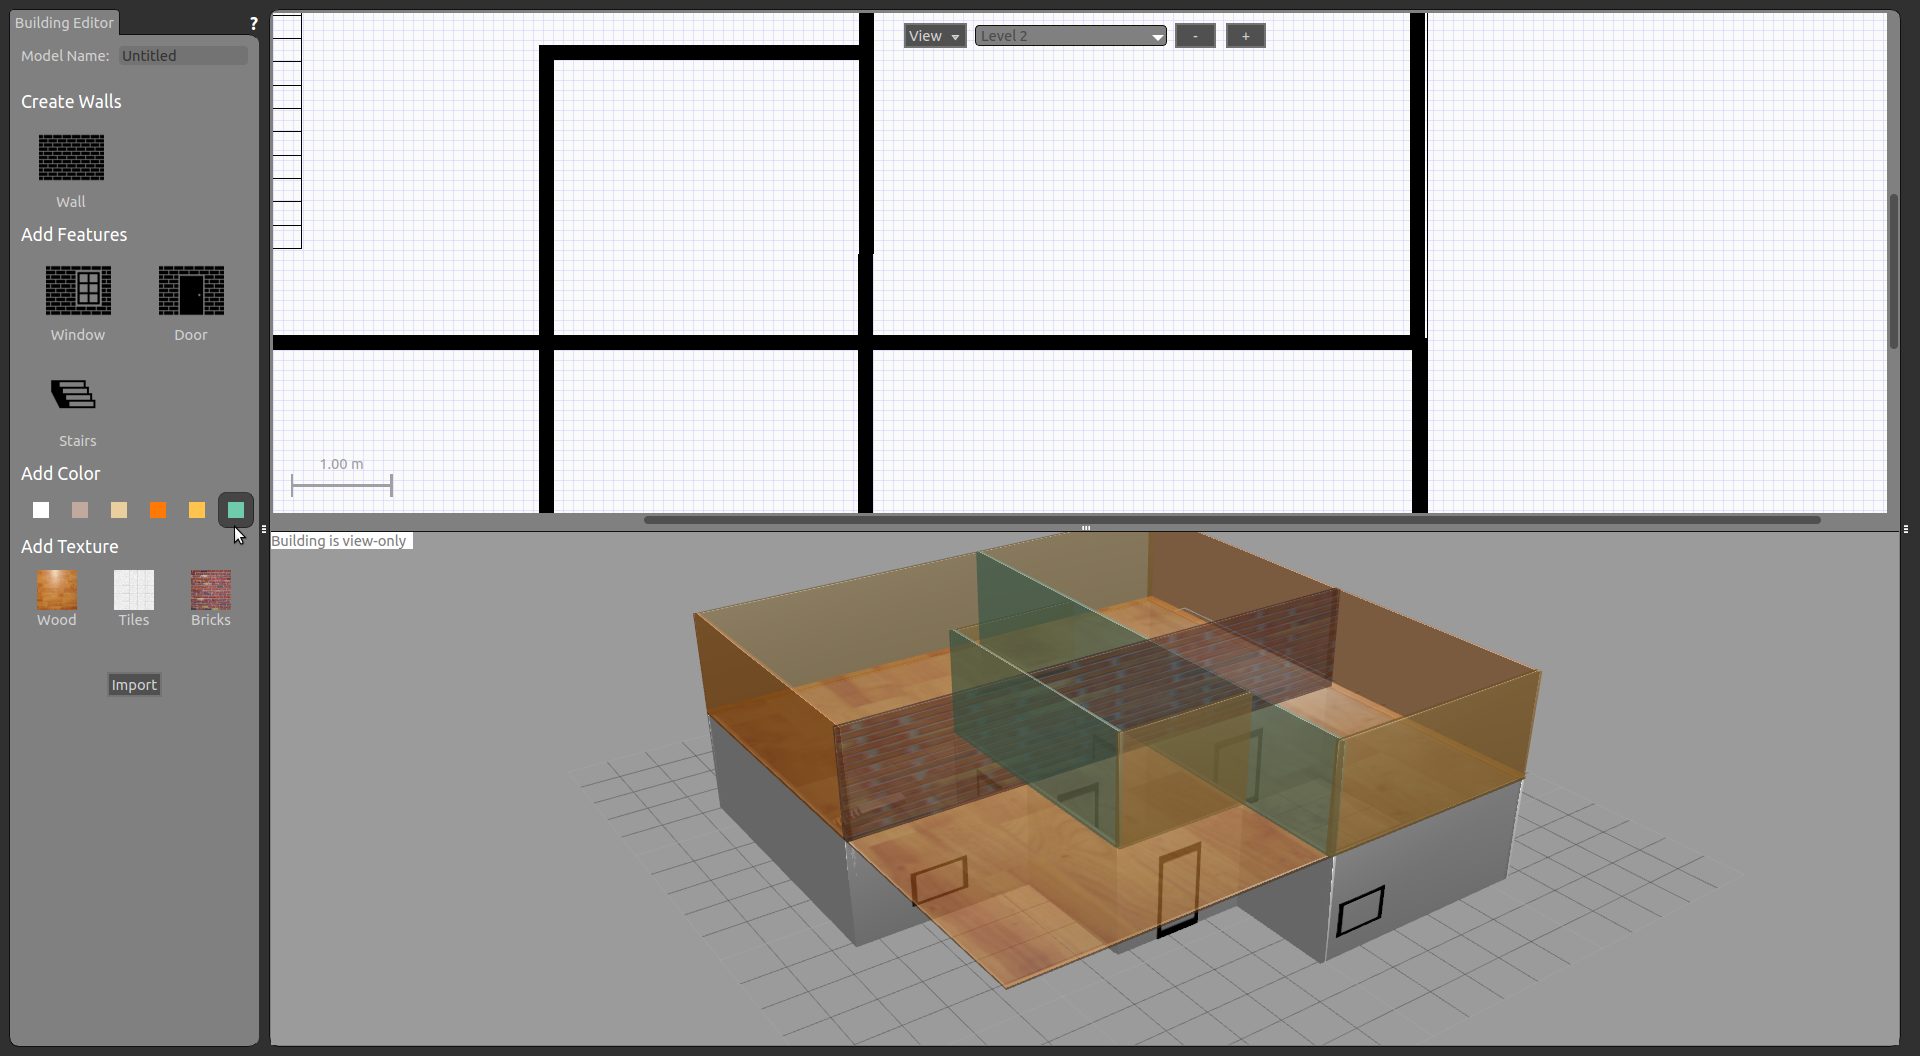 Building Editor
?
Model Name: Untitled
Create Walls
Wall
Add Features
Window Door
Stairs
Add Color
Add Texture
Wood Tiles Bricks
Import
View Level 2 - +
1.00 m
Building is view-only